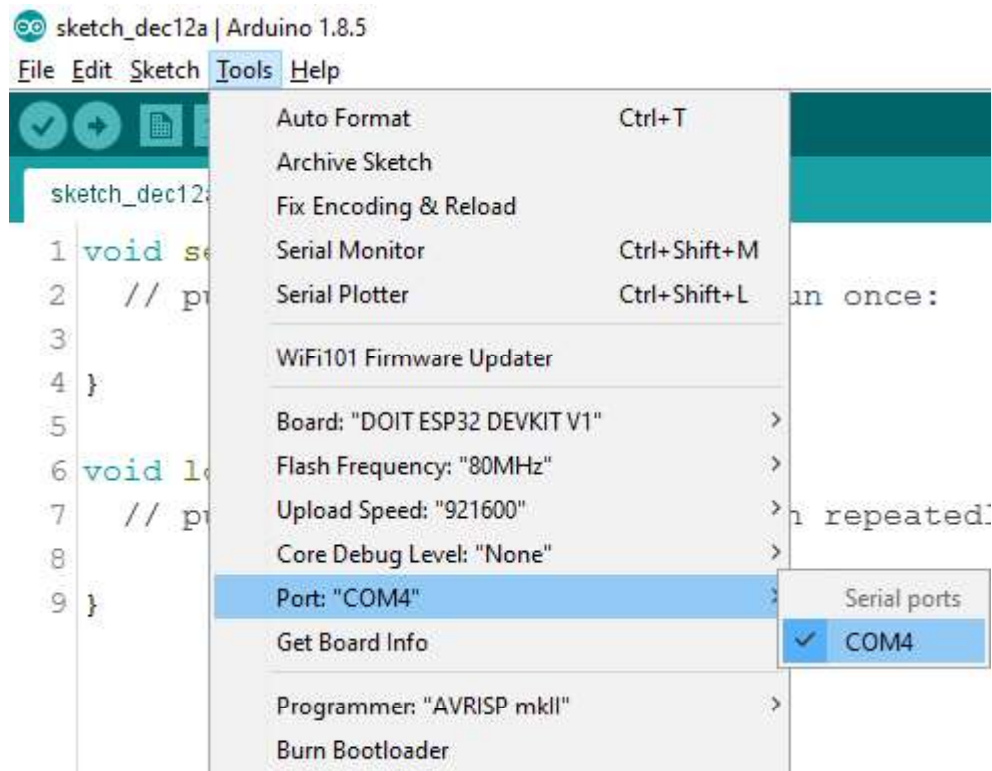 sketch_dec12a | Arduino 1.8.5
File Edit Sketch Tools Help
Auto Format Ctrl+T
Archive Sketch
sketch_dec12a
Fix Encoding & Reload
1 void se
Serial Monitor Ctrl+Shift+M
2 // pu
Serial Plotter Ctrl+Shift+L
un once:
3
WiFi101 Firmware Updater
4 }
5
Board: "DOIT ESP32 DEVKIT V1"
6 void lo
Flash Frequency: "80MHz"
7 // pu
Upload Speed: "921600"
n repeatedl
8
Core Debug Level: "None"
9 }
Port: "COM4"
Serial ports
COM4
Get Board Info
Programmer: "AVRISP mkII"
Burn Bootloader